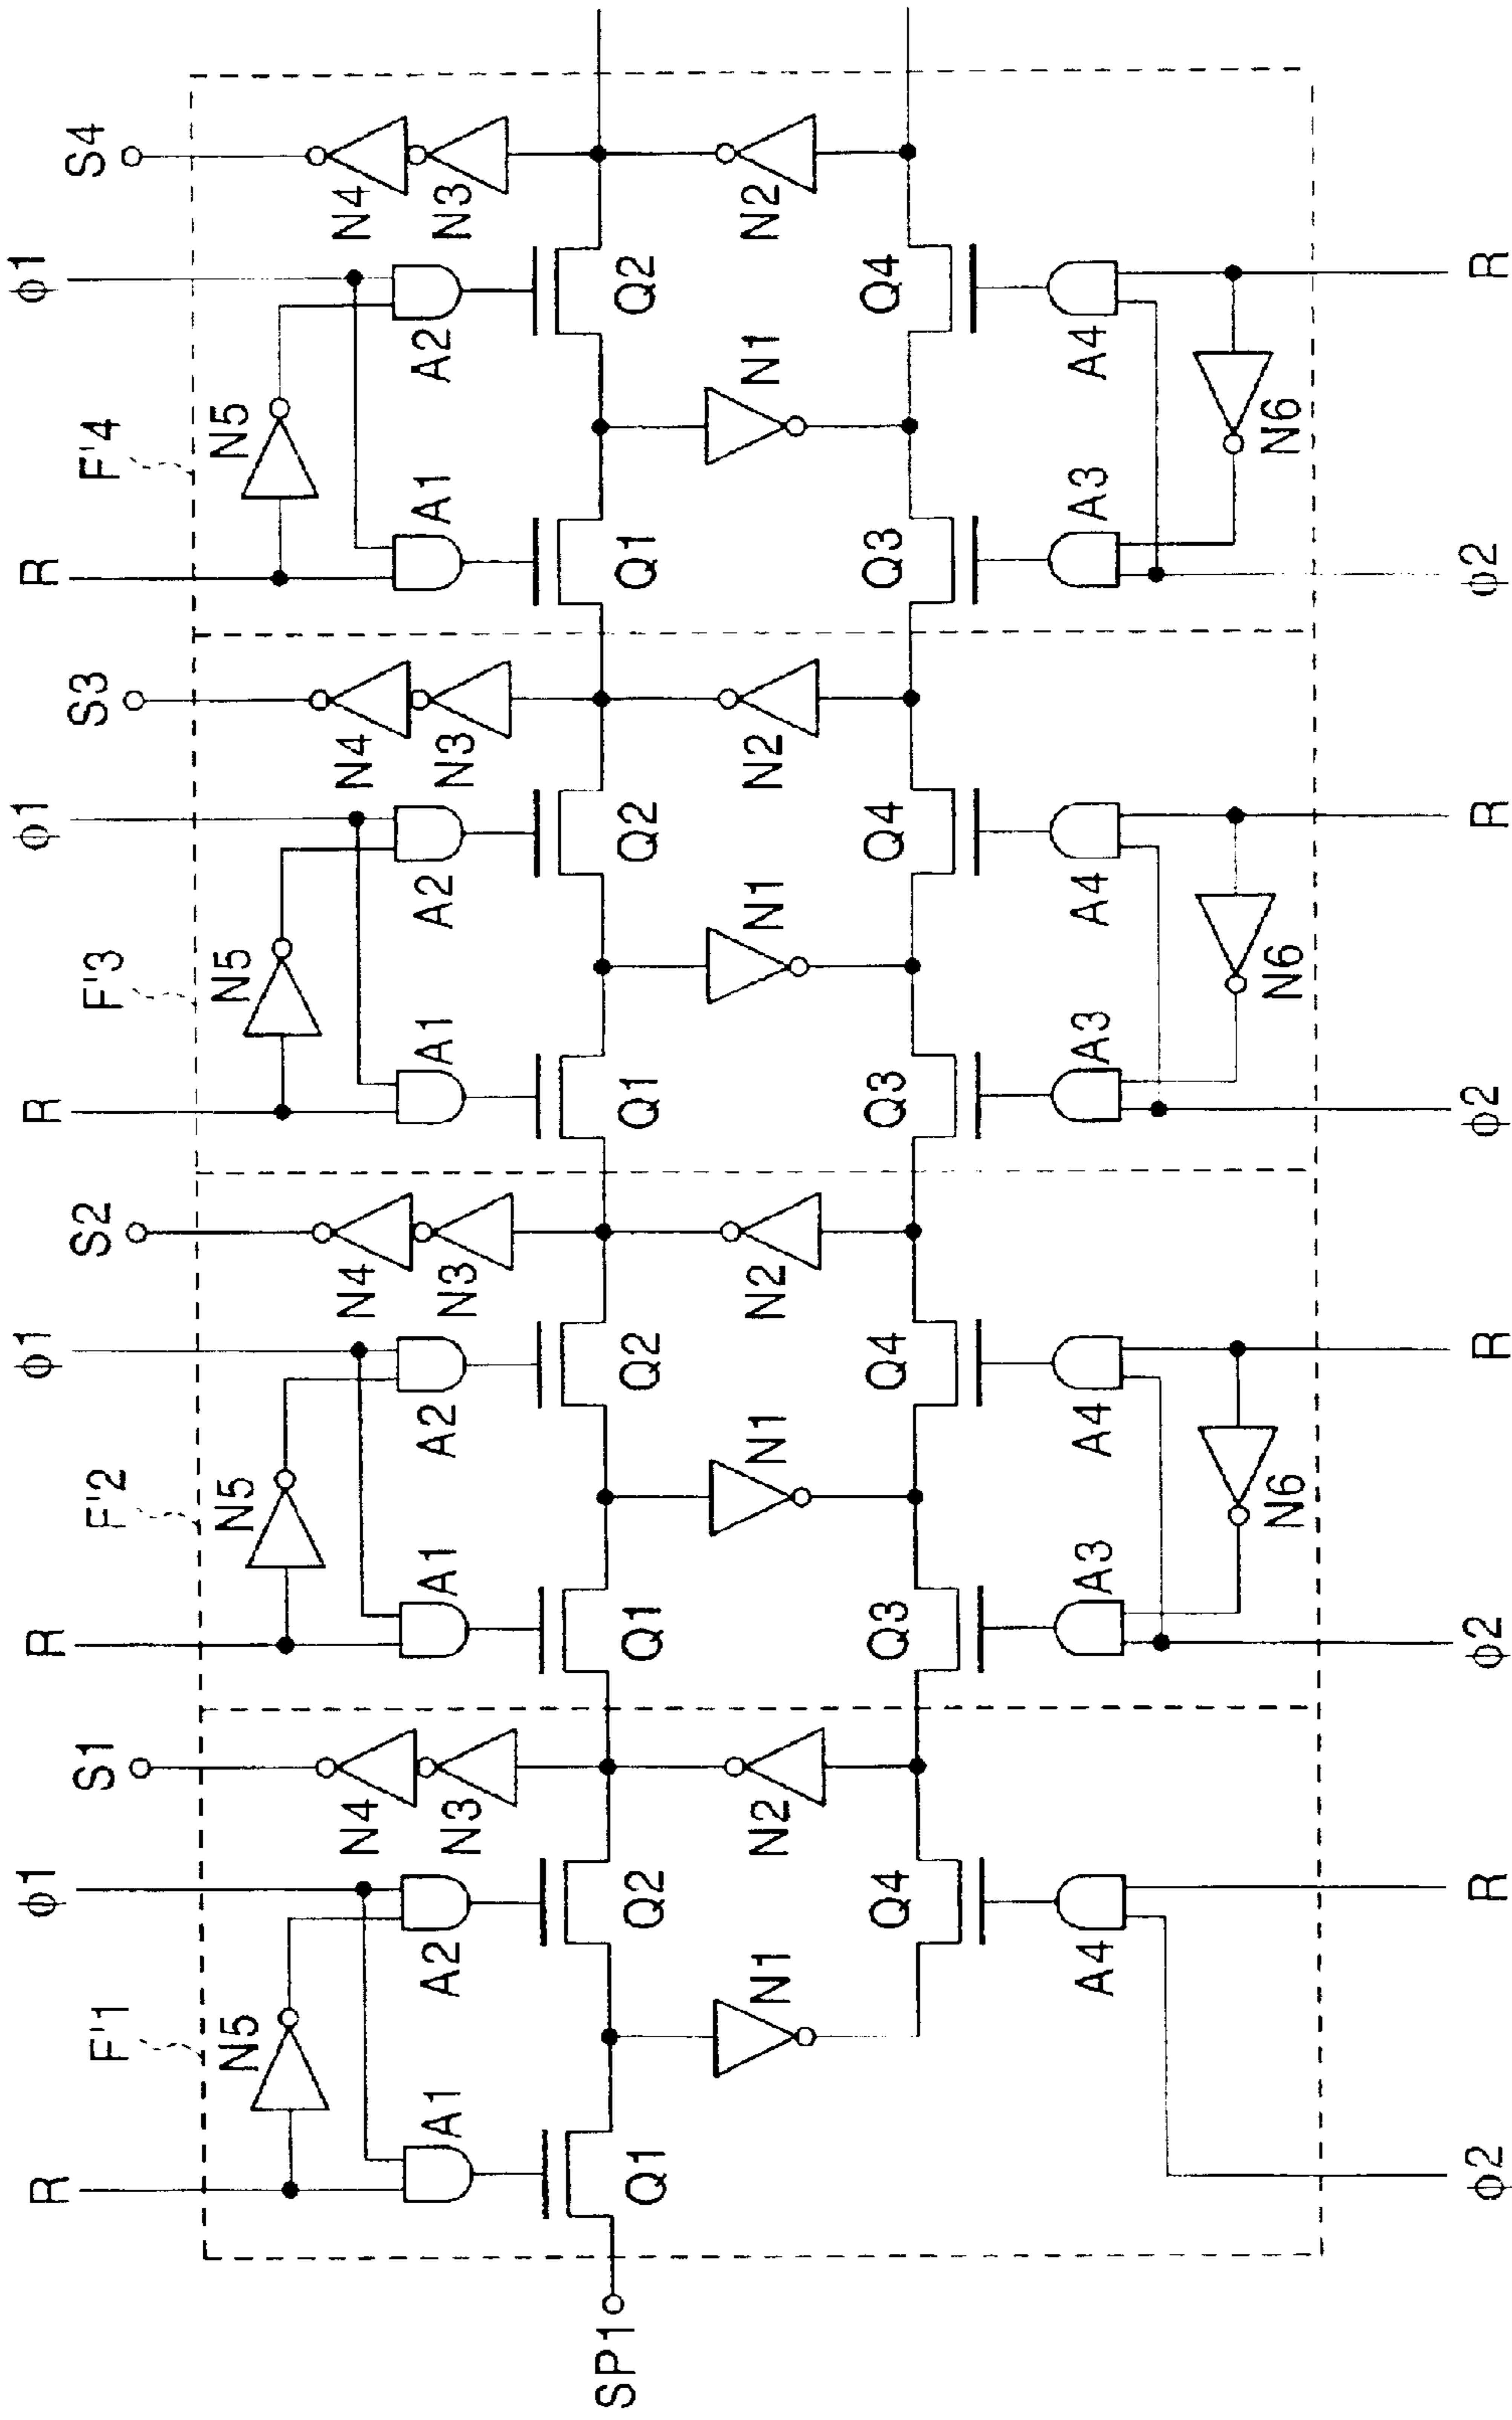 R φ1 R φ1 R φ1 R φ1
S1 S2 S3 S4
F'1 F'2 F'3 F'4
N5 N5 N5 N5
N4 N4 N4 N4
A1 A2 N3 A1 A2 N3 A1 A2 N3 A1 A2 N3
SP1 Q1 Q2 Q1 Q2 Q1 Q2 Q1 Q2
N1 N2 N1 N2 N1 N2 N1 N2
Q4 Q3 Q4 Q3 Q4 Q3 Q4
A4 A3 A4 A3 A4 A3 A4
N6 N6 N6
φ2 R φ2 R φ2 R φ2 R